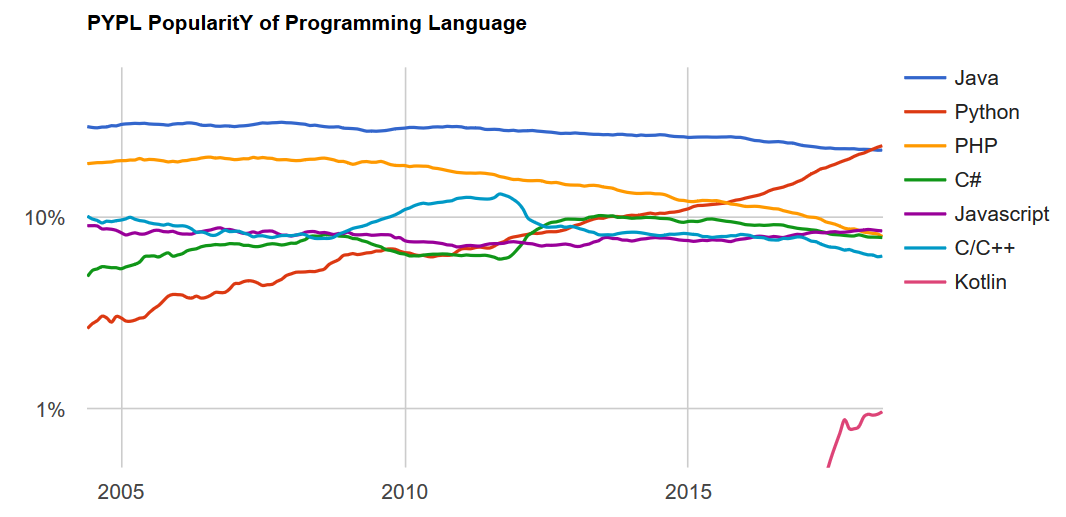 PYPL PopularitY of Programming Language
Java
Python
PHP
C#
Javascript
C/C++
Kotlin
10%
1%
2005
2010
2015